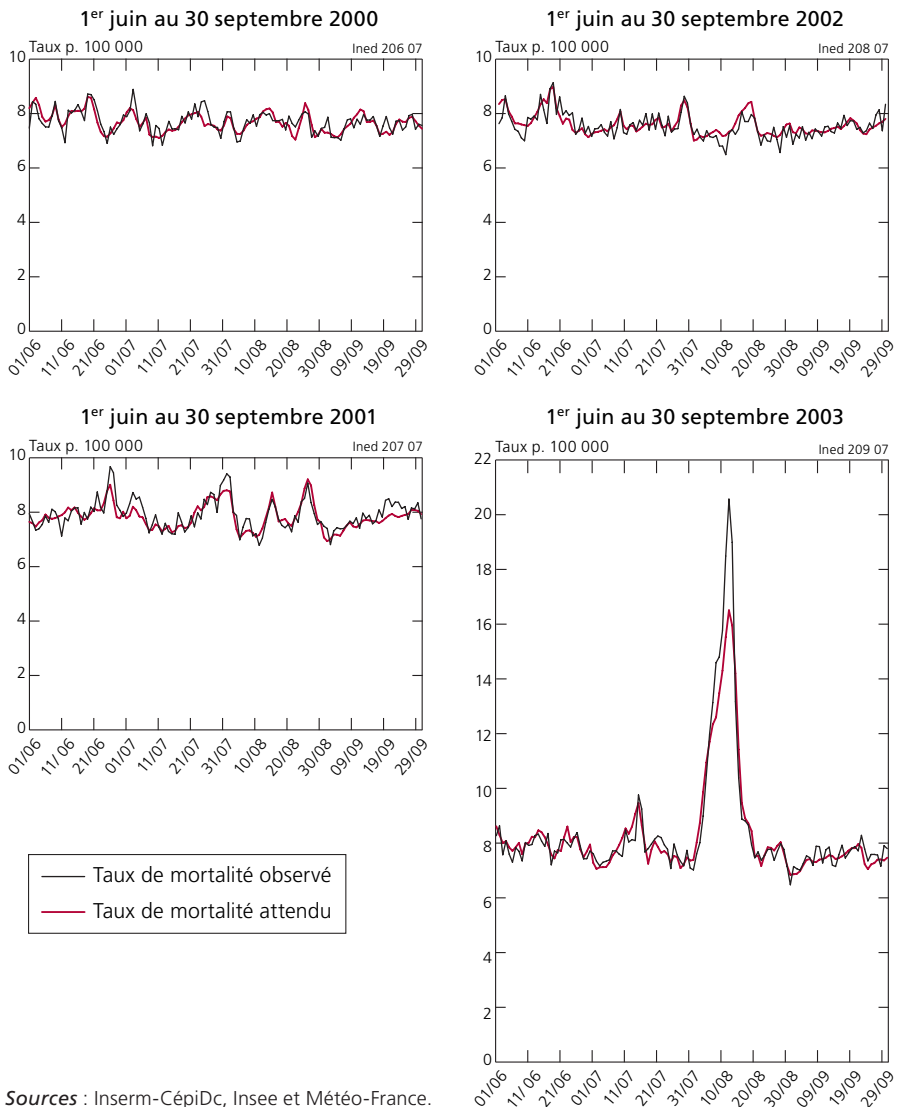 1er juin au 30 septembre 2000
Taux p. 100 000 Ined 206 07
10
8
6
4
2
0
01/06 11/06 21/06 01/07 11/07 21/07 31/07 10/08 20/08 30/08 09/09 19/09 29/09
1er juin au 30 septembre 2002
Taux p. 100 000 Ined 208 07
10
8
6
4
2
0
01/06 11/06 21/06 01/07 11/07 21/07 31/07 10/08 20/08 30/08 09/09 19/09 29/09
1er juin au 30 septembre 2001
Taux p. 100 000 Ined 207 07
10
8
6
4
2
0
01/06 11/06 21/06 01/07 11/07 21/07 31/07 10/08 20/08 30/08 09/09 19/09 29/09
1er juin au 30 septembre 2003
Taux p. 100 000 Ined 209 07
22
20
18
16
14
12
10
8
6
4
2
0
01/06 11/06 21/06 01/07 11/07 21/07 31/07 10/08 20/08 30/08 09/09 19/09 29/09
Taux de mortalité observé
Taux de mortalité attendu
Sources : Inserm-CépiDc, Insee et Météo-France.